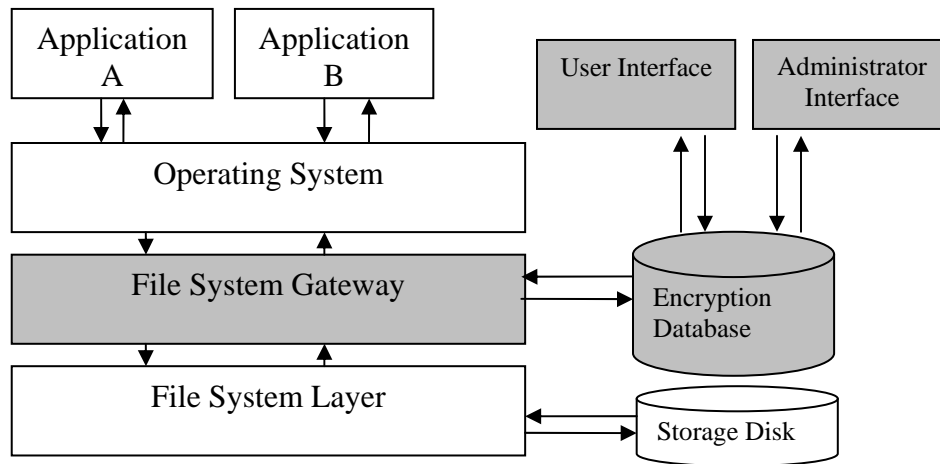 Application
A
Application
B
User Interface
Administrator
Interface
Operating System
File System Gateway
Encryption
Database
File System Layer
Storage Disk